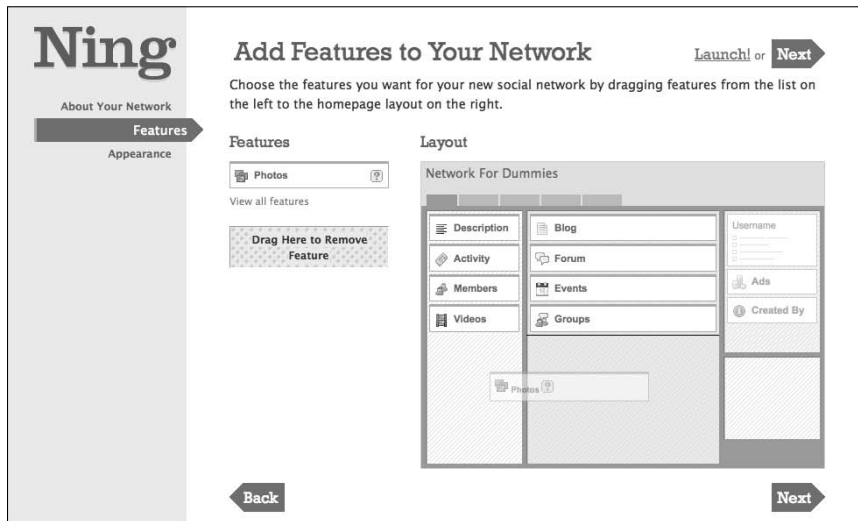 Ning
About Your Network
Features
Appearance
Add Features to Your Network
Launch! or Next
Choose the features you want for your new social network by dragging features from the list on
the left to the homepage layout on the right.
Features
Photos ?
View all features
Drag Here to Remove
Feature
Layout
Network For Dummies
Description
Activity
Members
Videos
Blog
Forum
Events
Groups
Photos ?
Username
Ads
Created By
Back
Next